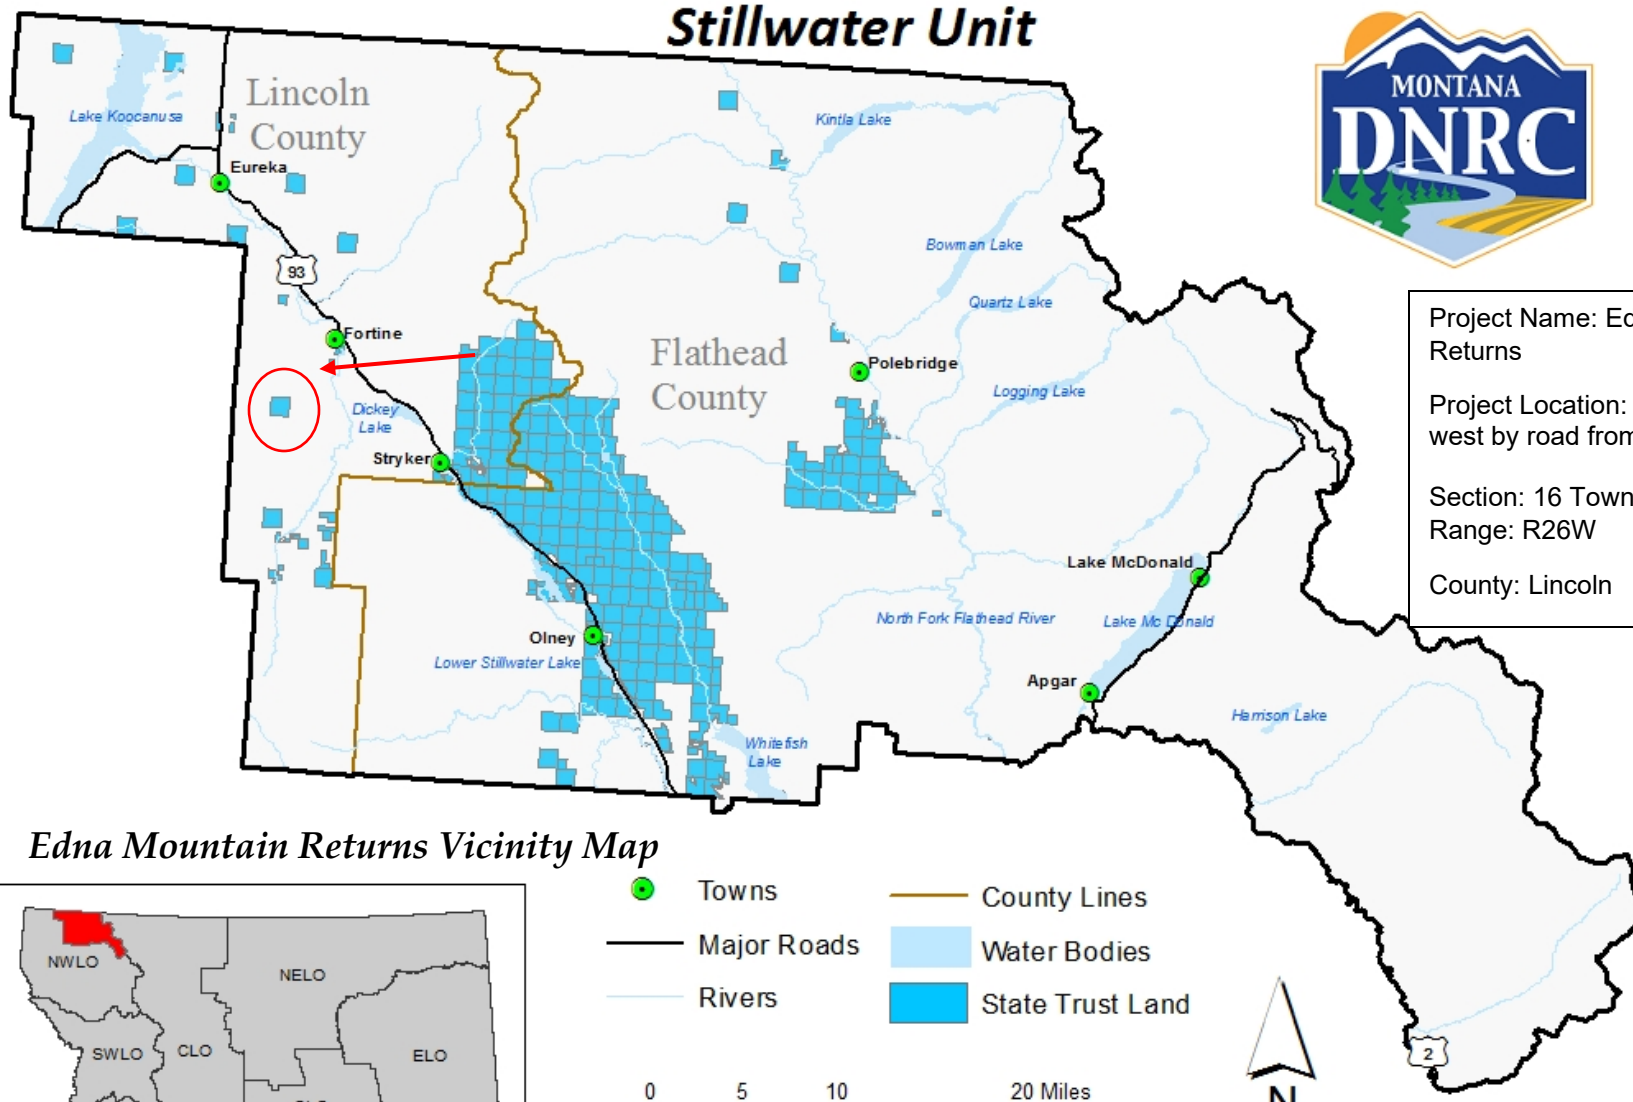 Stillwater Unit
MONTANA
DNRC
Lincoln
County
Lake Koocanusa
Eureka
93
Fortine
Dickey
Lake
Stryker
Flathead
County
Kintla Lake
Bowman Lake
Quartz Lake
Polebridge
Logging Lake
Lake McDonald
North Fork Flathead River
Lake Mc Donald
Olney
Lower Stillwater Lake
Apgar
Harrison Lake
Whitefish
Lake
2
Project Name: Ed
Returns
Project Location:
west by road from
Section: 16 Town
Range: R26W
County: Lincoln
Edna Mountain Returns Vicinity Map
NWLO
NELO
SWLO
CLO
ELO
Towns
Major Roads
Rivers
County Lines
Water Bodies
State Trust Land
0 5 10 20 Miles
N